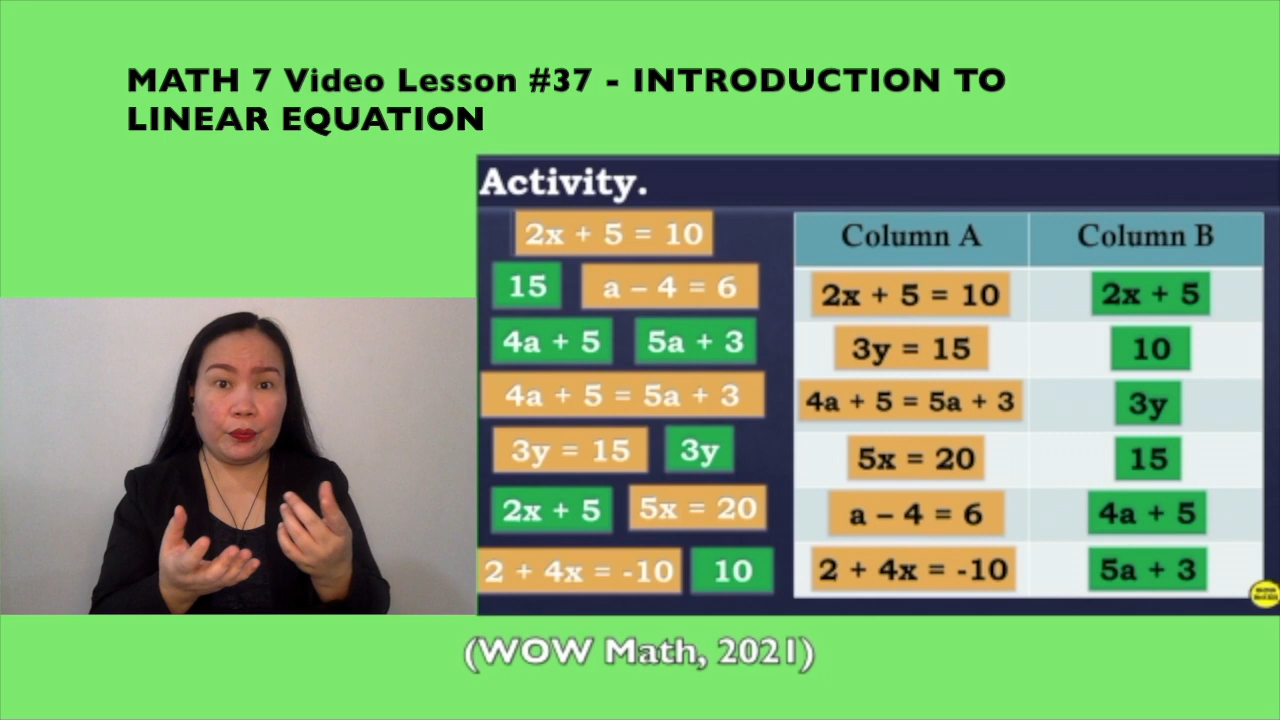 MATH 7 Video Lesson #37 - INTRODUCTION TO
LINEAR EQUATION
Activity.
2x + 5 = 10
15
a – 4 = 6
4a + 5
5a + 3
4a + 5 = 5a + 3
3y = 15
3y
2x + 5
5x = 20
2 + 4x = -10
10
Column A
Column B
2x + 5 = 10
2x + 5
3y = 15
10
4a + 5 = 5a + 3
3y
5x = 20
15
a – 4 = 6
4a + 5
2 + 4x = -10
5a + 3
(WOW Math, 2021)